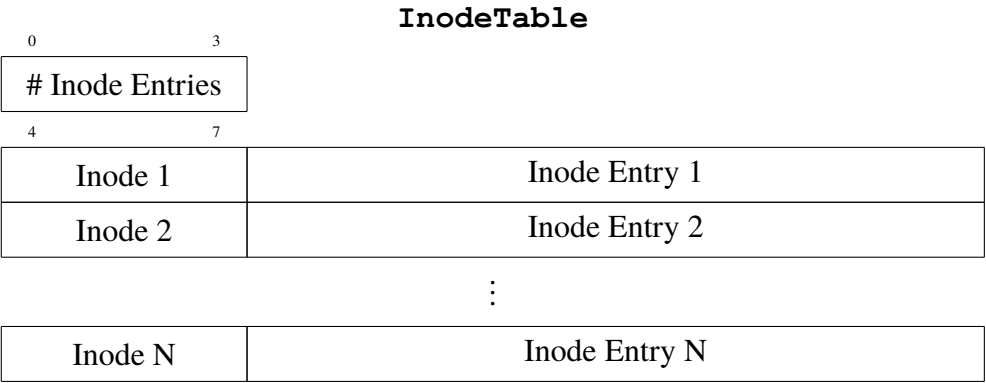 InodeTable
0 3
# Inode Entries
4 7
Inode 1 Inode Entry 1
Inode 2 Inode Entry 2
⋮
Inode N Inode Entry N